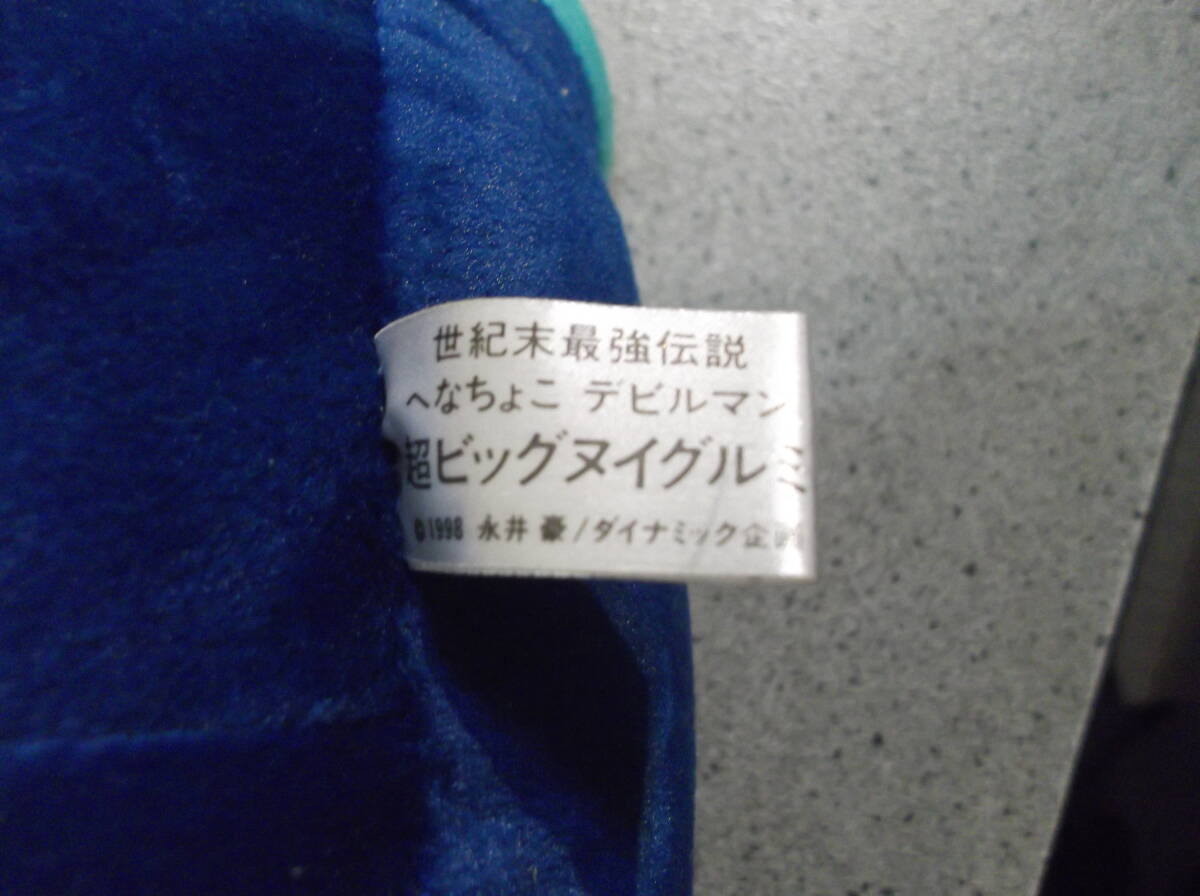 世紀末最強伝説
へなちょこ デビルマン
超ビッグヌイグルミ
©1998 永井 豪/ダイナミック企画